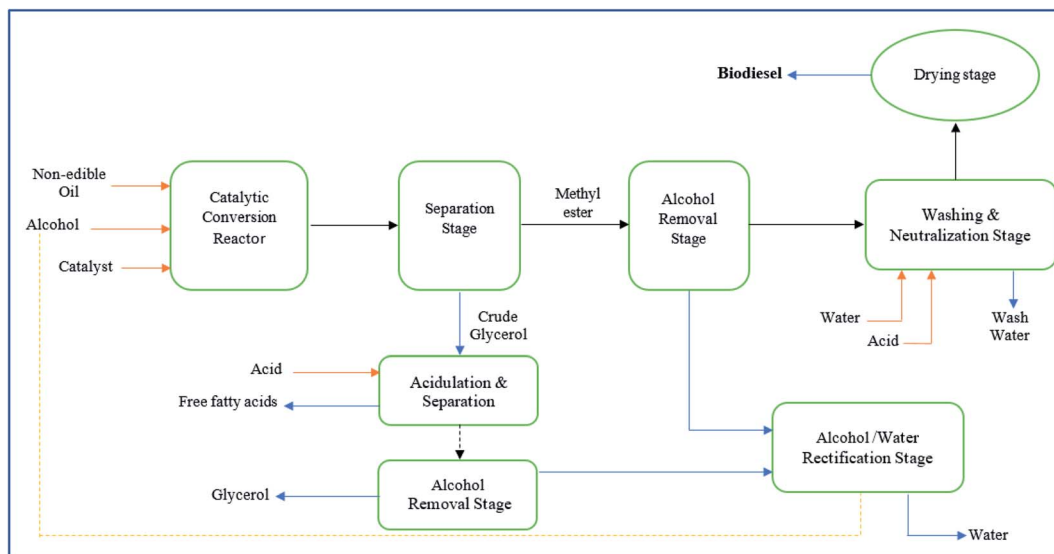 Biodiesel
Drying stage
Non-edible
Oil
Alcohol
Catalyst
Catalytic
Conversion
Reactor
Separation
Stage
Methyl
ester
Alcohol
Removal
Stage
Washing &
Neutralization Stage
Water
Acid
Wash
Water
Crude
Glycerol
Acid
Free fatty acids
Acidulation &
Separation
Glycerol
Alcohol
Removal Stage
Alcohol /Water
Rectification Stage
Water